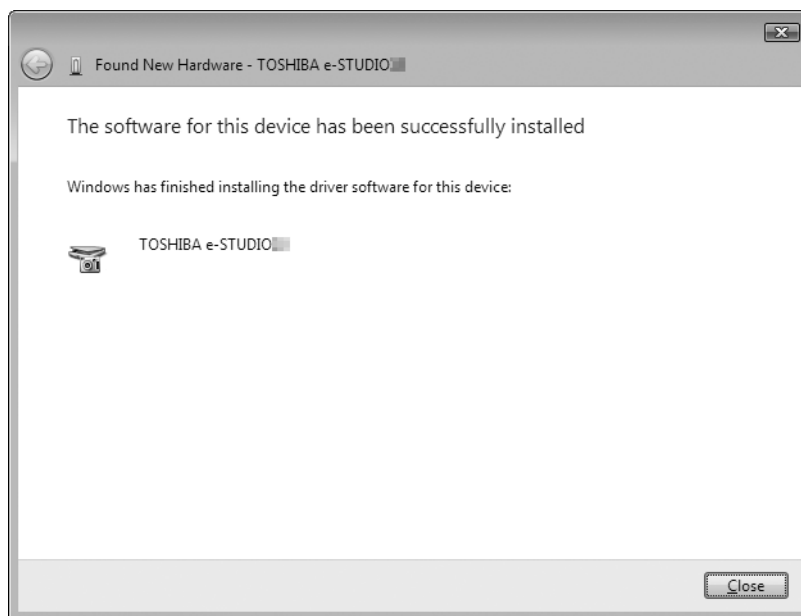 Found New Hardware - TOSHIBA e-STUDIO
The software for this device has been successfully installed
Windows has finished installing the driver software for this device:
TOSHIBA e-STUDIO
Close